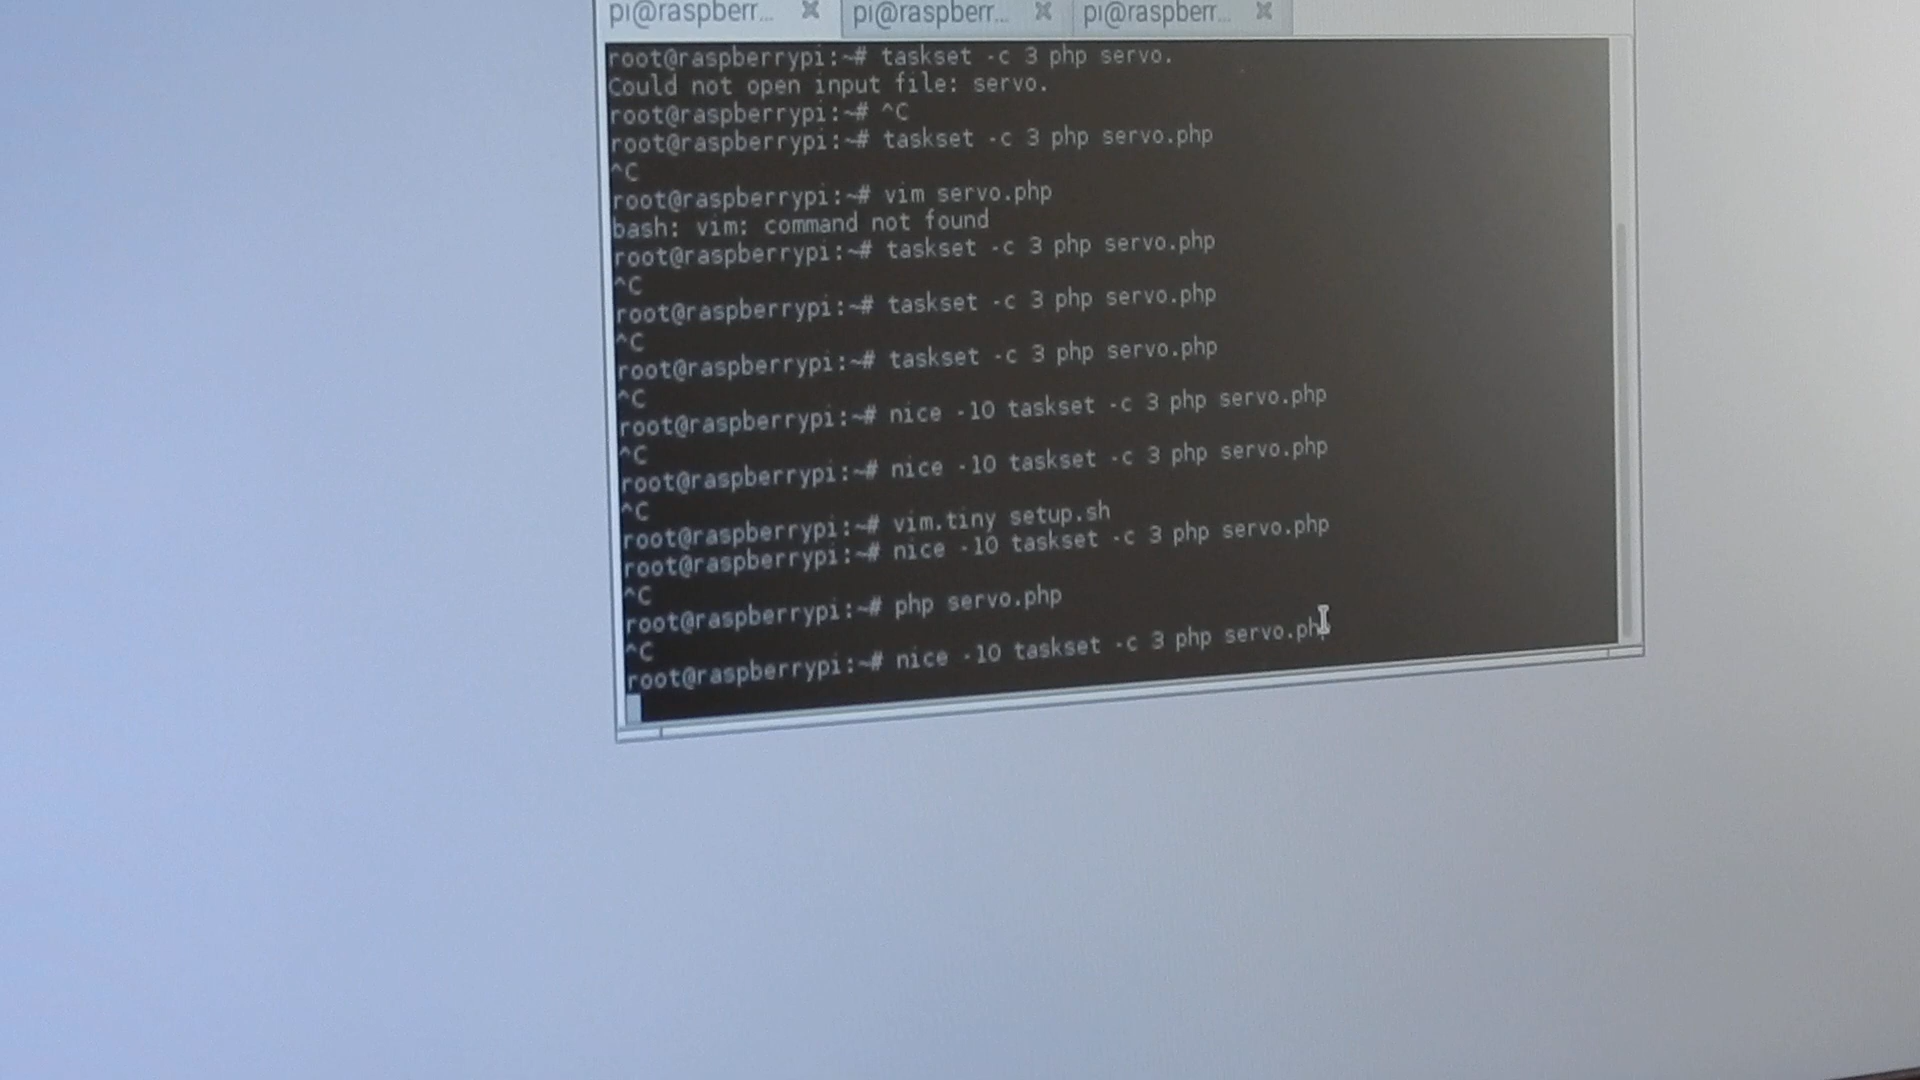 pi@raspberr... pi@raspberr... pi@raspberr...
root@raspberrypi:~# taskset -c 3 php servo.
Could not open input file: servo.
root@raspberrypi:~# ^C
root@raspberrypi:~# taskset -c 3 php servo.php
^C
root@raspberrypi:~# vim servo.php
bash: vim: command not found
root@raspberrypi:~# taskset -c 3 php servo.php
^C
root@raspberrypi:~# taskset -c 3 php servo.php
^C
root@raspberrypi:~# taskset -c 3 php servo.php
^C
root@raspberrypi:~# nice -10 taskset -c 3 php servo.php
^C
root@raspberrypi:~# nice -10 taskset -c 3 php servo.php
^C
root@raspberrypi:~# vim.tiny setup.sh
root@raspberrypi:~# nice -10 taskset -c 3 php servo.php
^C
root@raspberrypi:~# php servo.php
^C
root@raspberrypi:~# nice -10 taskset -c 3 php servo.php